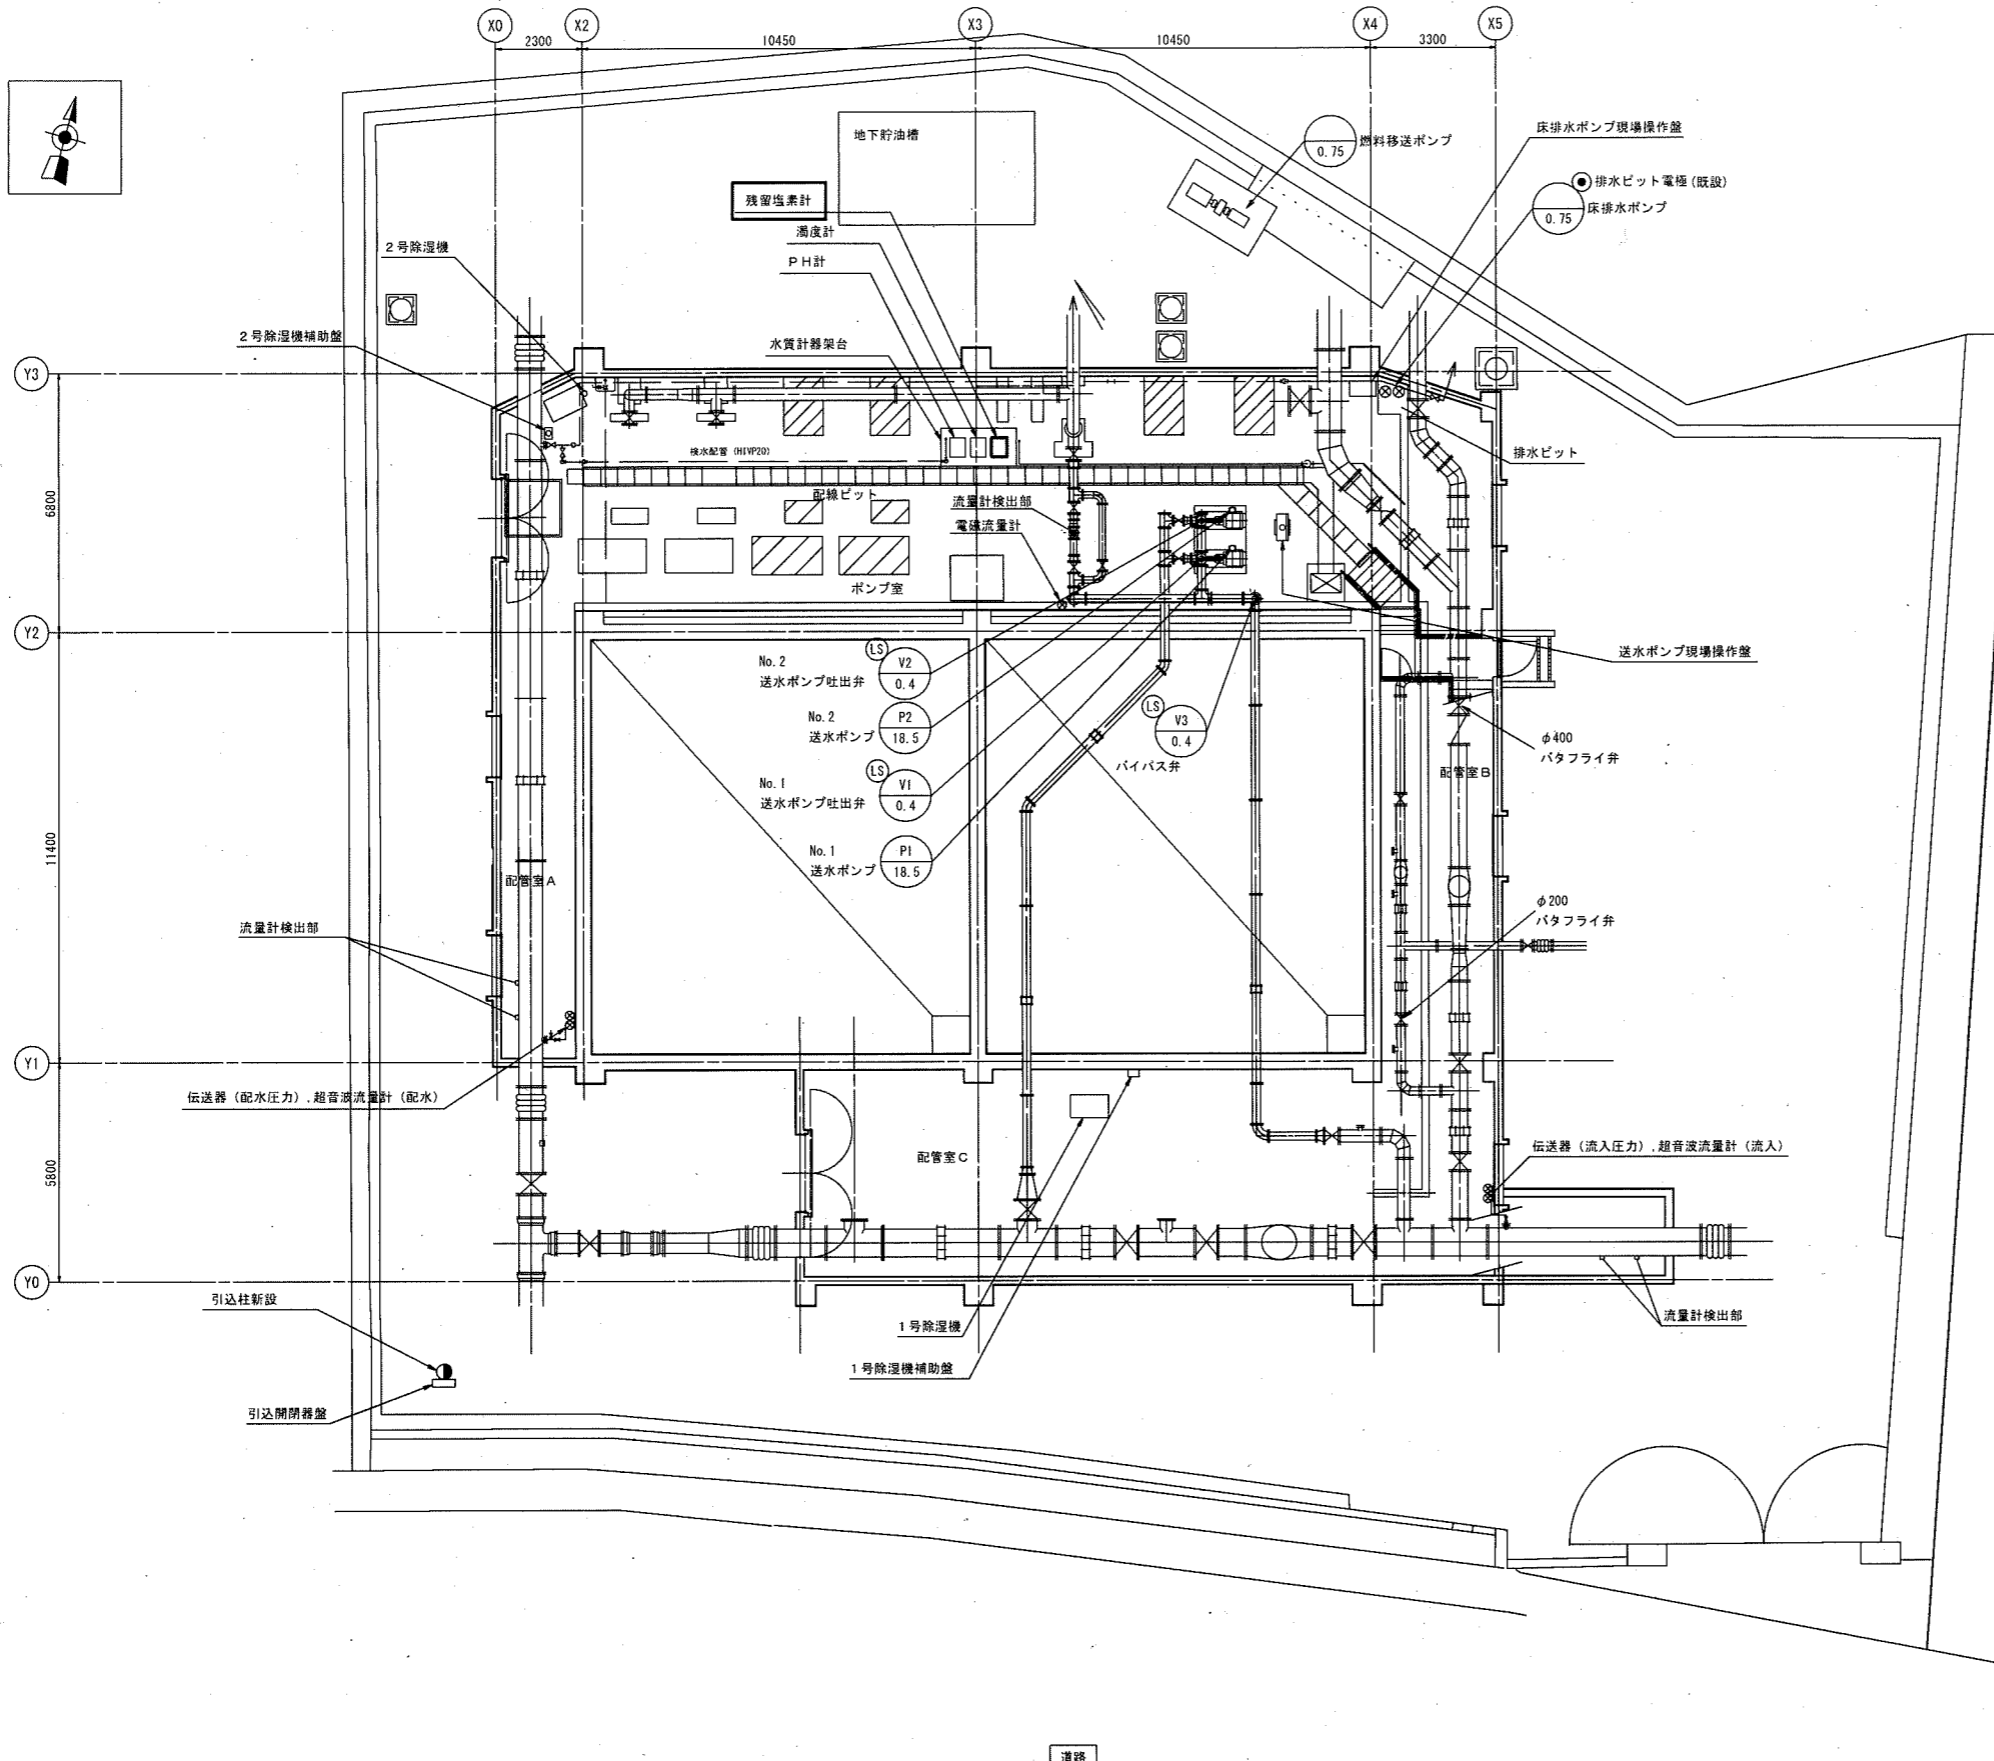 X0 X2 X3 X4 X5
2300 10450 10450 3300
地下貯油槽
燃料移送ポンプ
0.75
床排水ポンプ現場操作盤
排水ピット電極(既設)
床排水ポンプ
0.75
残留塩素計
濁度計
PH計
2号除湿機
2号除湿機補助盤
水質計器架台
Y3
検水配管(HIVP20)
排水ピット
配線ピット
流量計検出部
電磁流量計
6800
ポンプ室
Y2
送水ポンプ現場操作盤
No.2
送水ポンプ吐出弁
LS
V2
0.4
No.2
送水ポンプ
P2
18.5
LS
V3
0.4
バイパス弁
φ400
バタフライ弁
配管室B
No.1
送水ポンプ吐出弁
LS
V1
0.4
11400
No.1
送水ポンプ
P1
18.5
配管室A
φ200
バタフライ弁
流量計検出部
Y1
伝送器(配水圧力),超音波流量計(配水)
5800
配管室C
伝送器(流入圧力),超音波流量計(流入)
Y0
引込柱新設
1号除湿機
流量計検出部
1号除湿機補助盤
引込開閉器盤
道路